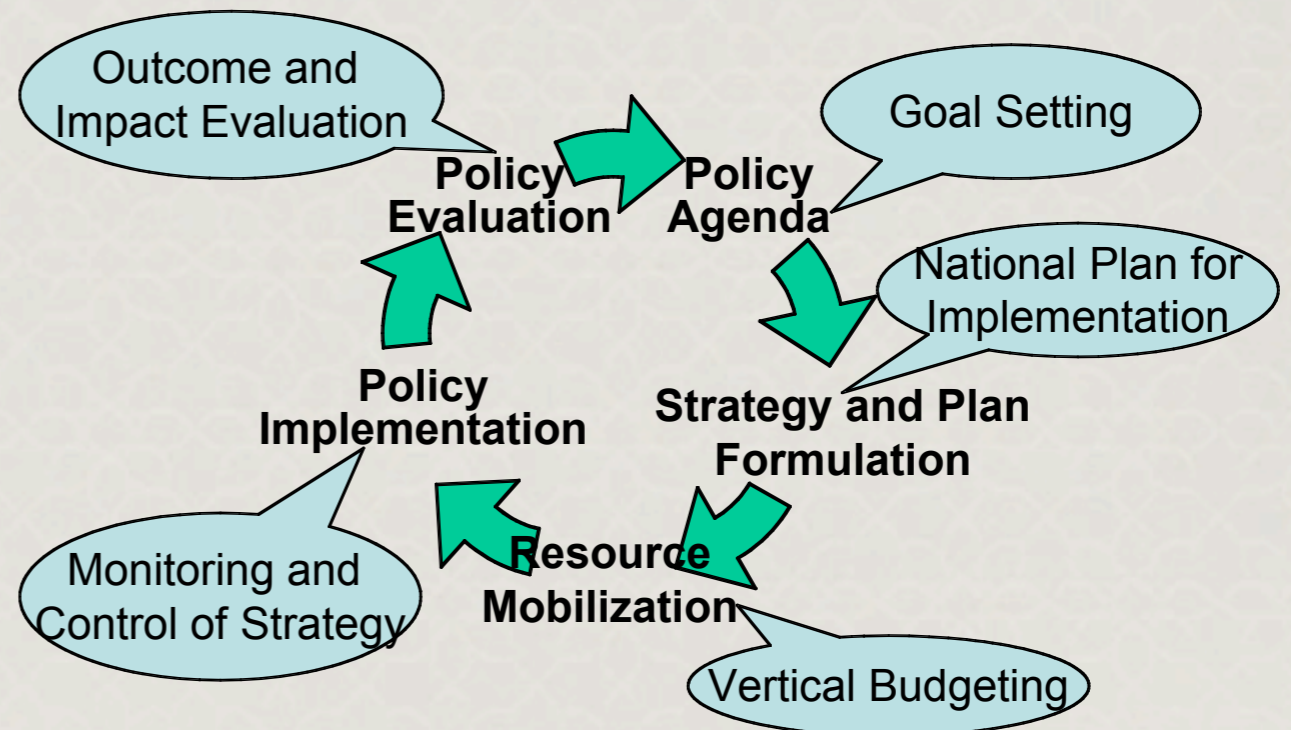 Outcome and
Impact Evaluation
Goal Setting
Policy
Evaluation
Policy
Agenda
National Plan for
Implementation
Policy
Implementation
Strategy and Plan
Formulation
Monitoring and
Control of Strategy
Resource
Mobilization
Vertical Budgeting